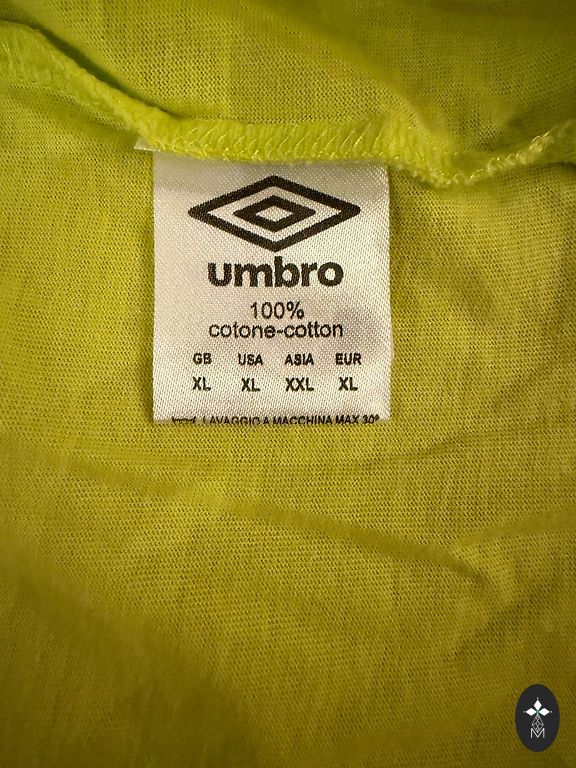 umbro
100%
cotone-cotton
GB USA ASIA EUR
XL XL XXL XL
LAVAGGIO A MACCHINA MAX 30°